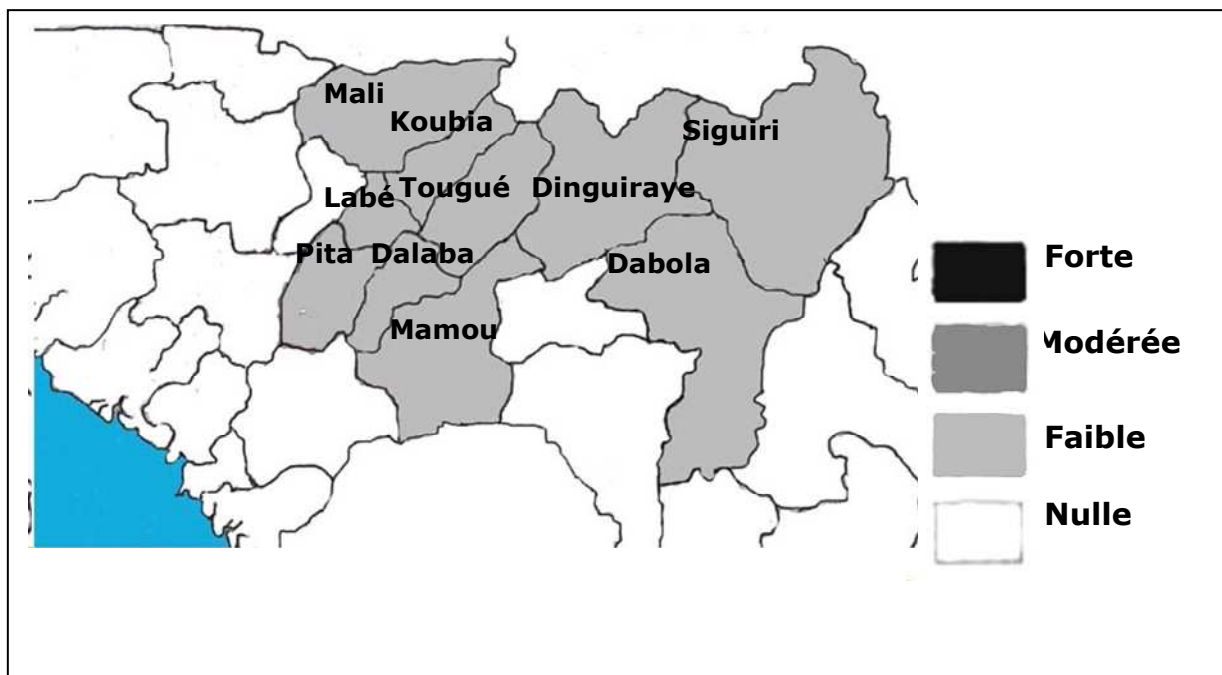 Mali
Koubia
Siguiri
Labé
Tougué
Dinguiraye
Pita
Dalaba
Dabola
Mamou
Forte
Modérée
Faible
Nulle